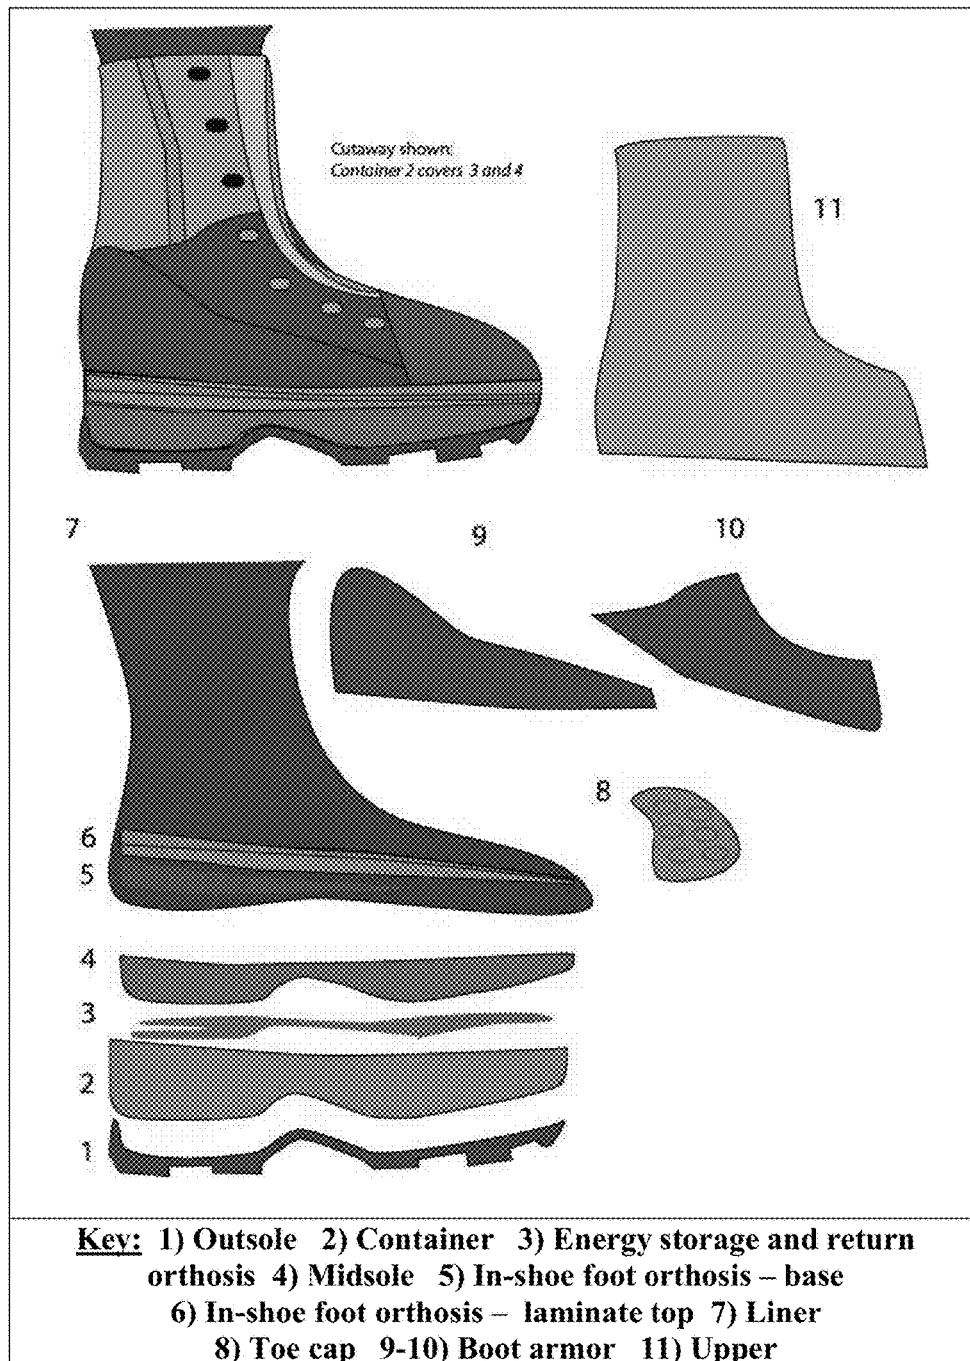 Cutaway shown:
Container 2 covers 3 and 4
11
7
9
10
8
6
5
4
3
2
1
Key: 1) Outsole 2) Container 3) Energy storage and return
orthosis 4) Midsole 5) In-shoe foot orthosis – base
6) In-shoe foot orthosis – laminate top 7) Liner
8) Toe cap 9-10) Boot armor 11) Upper